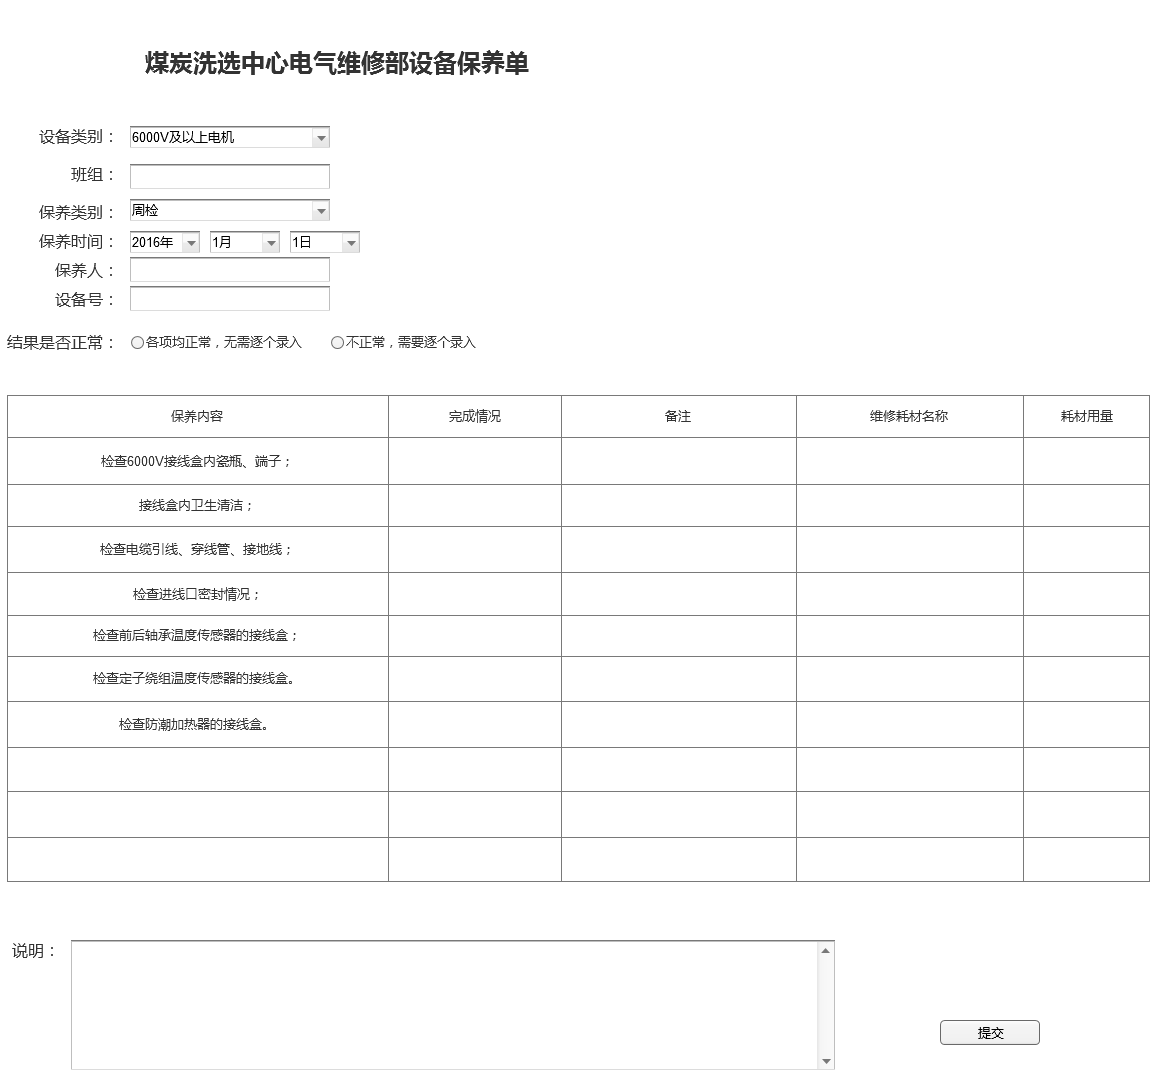 煤炭洗选中心电气维修部设备保养单
设备类别： 6000V及以上电机
班组：
保养类别： 周检
保养时间： 2016年 1月 1日
保养人：
设备号：
结果是否正常： 各项均正常，无需逐个录入 不正常，需要逐个录入
保养内容 完成情况 备注 维修耗材名称 耗材用量
检查6000V接线盒内瓷瓶、端子；
接线盒内卫生清洁；
检查电缆引线、穿线管、接地线；
检查进线口密封情况；
检查前后轴承温度传感器的接线盒；
检查定子绕组温度传感器的接线盒。
检查防潮加热器的接线盒。
说明：
提交